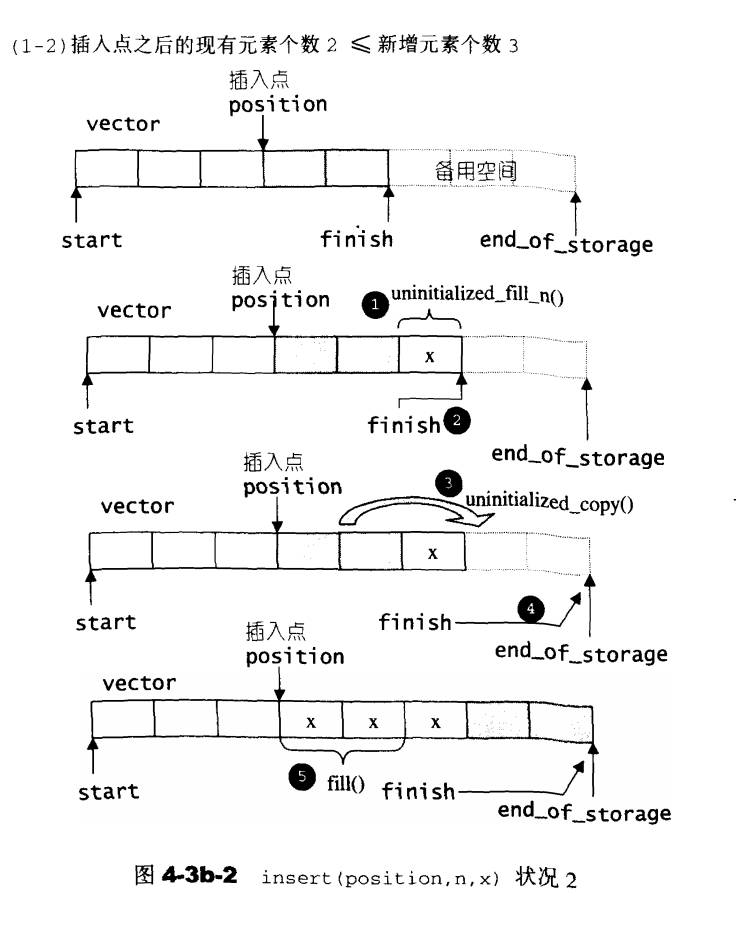 (1-2)插入点之后的现有元素个数 2 ≤ 新增元素个数 3
插入点
position
vector
备用空间
start
finish
end_of_storage
插入点
position
vector
1 uninitialized_fill_n()
x
start
finish 2
end_of_storage
插入点
position
vector
3 uninitialized_copy()
x
start
finish
4
end_of_storage
插入点
position
vector
x x x
5 fill()
start
finish
end_of_storage
图 4-3b-2 insert(position,n,x) 状况 2